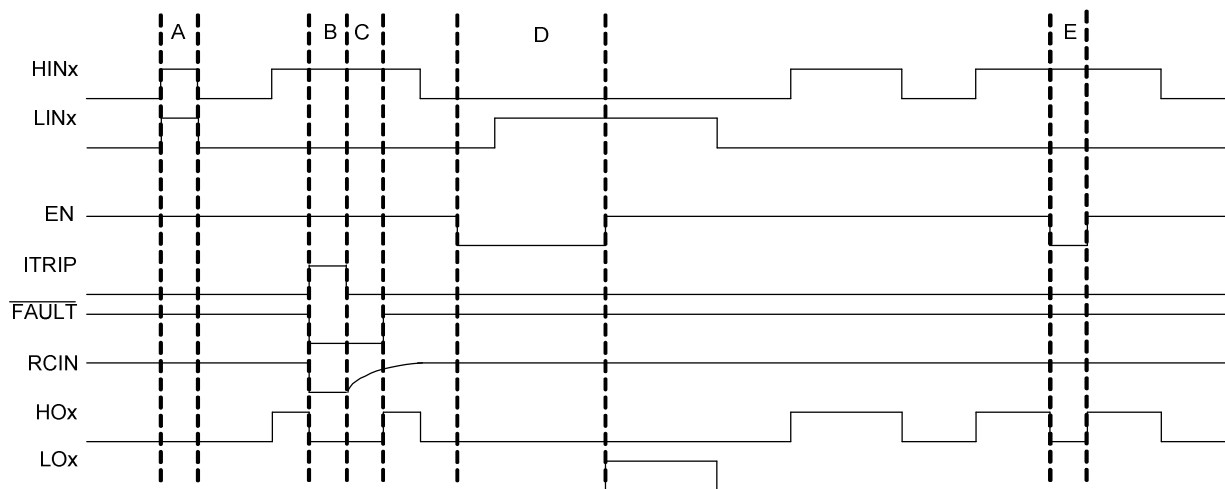 A B C D E
HINx
LINx
EN
ITRIP
FAULT
RCIN
HOx
LOx